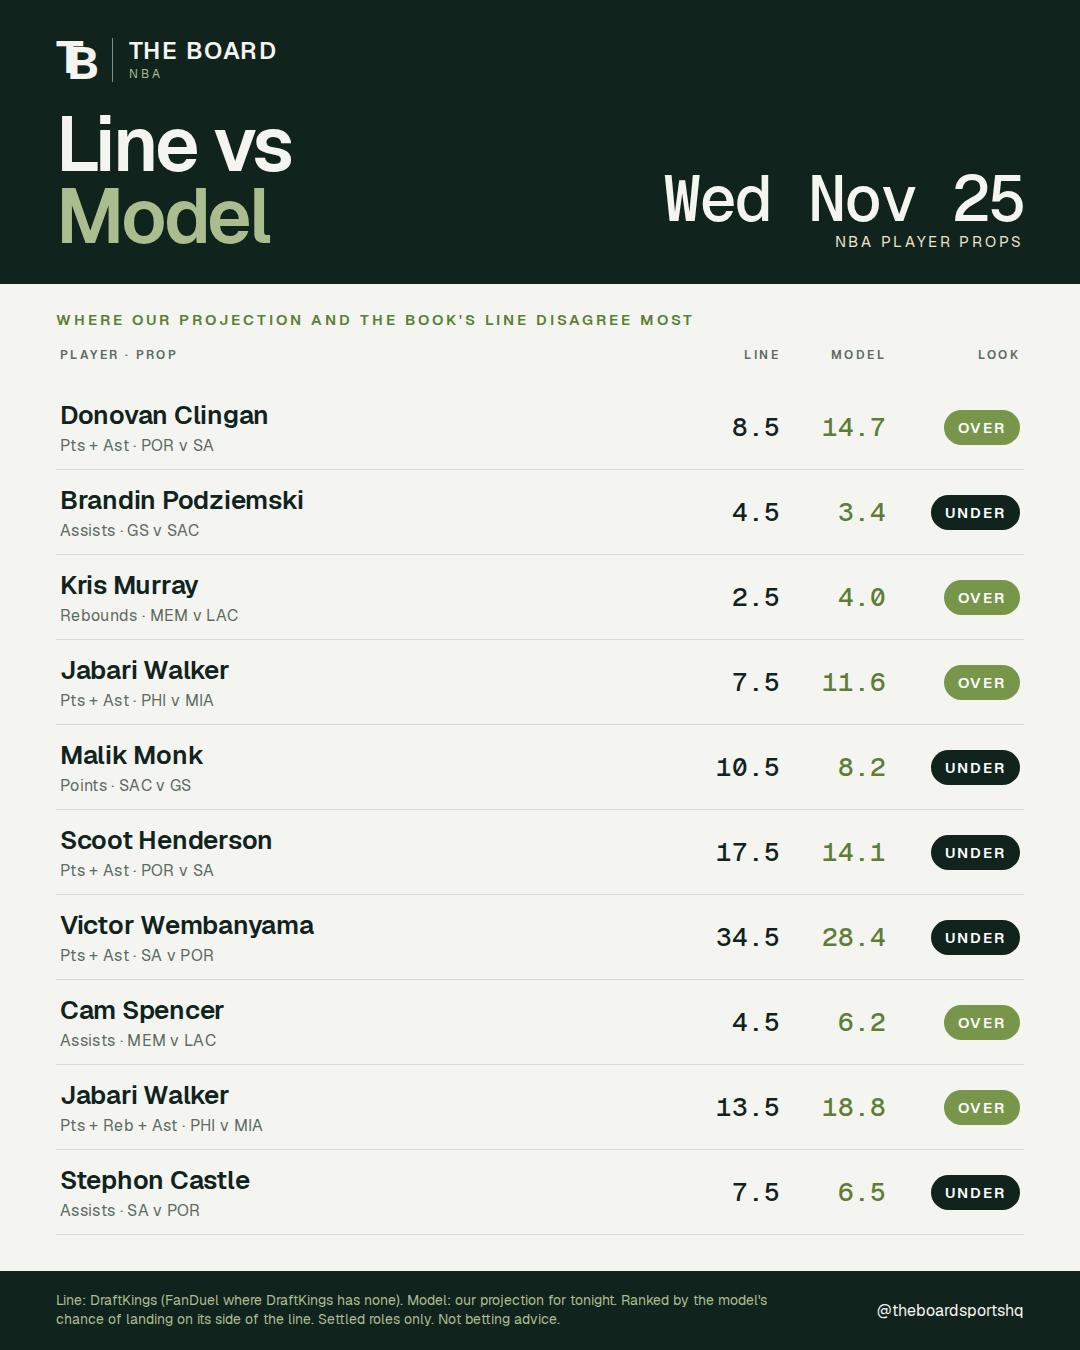 TB
THE BOARD
NBA
Line vs
Model
Wed Nov 25
NBA PLAYER PROPS
WHERE OUR PROJECTION AND THE BOOK'S LINE DISAGREE MOST
PLAYER · PROP LINE MODEL LOOK
Donovan Clingan
Pts + Ast · POR v SA
8.5 14.7 OVER
Brandin Podziemski
Assists · GS v SAC
4.5 3.4 UNDER
Kris Murray
Rebounds · MEM v LAC
2.5 4.0 OVER
Jabari Walker
Pts + Ast · PHI v MIA
7.5 11.6 OVER
Malik Monk
Points · SAC v GS
10.5 8.2 UNDER
Scoot Henderson
Pts + Ast · POR v SA
17.5 14.1 UNDER
Victor Wembanyama
Pts + Ast · SA v POR
34.5 28.4 UNDER
Cam Spencer
Assists · MEM v LAC
4.5 6.2 OVER
Jabari Walker
Pts + Reb + Ast · PHI v MIA
13.5 18.8 OVER
Stephon Castle
Assists · SA v POR
7.5 6.5 UNDER
Line: DraftKings (FanDuel where DraftKings has none). Model: our projection for tonight. Ranked by the model's
chance of landing on its side of the line. Settled roles only. Not betting advice.
@theboardsportshq